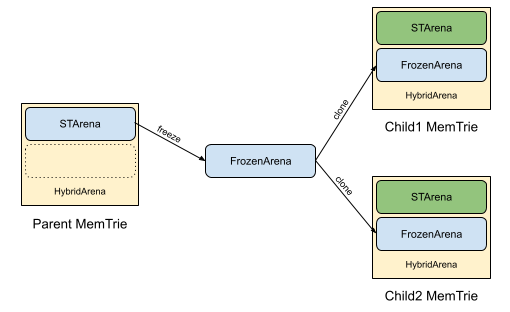 STArena
HybridArena
Parent MemTrie
freeze
FrozenArena
clone
clone
STArena
FrozenArena
HybridArena
Child1 MemTrie
STArena
FrozenArena
HybridArena
Child2 MemTrie